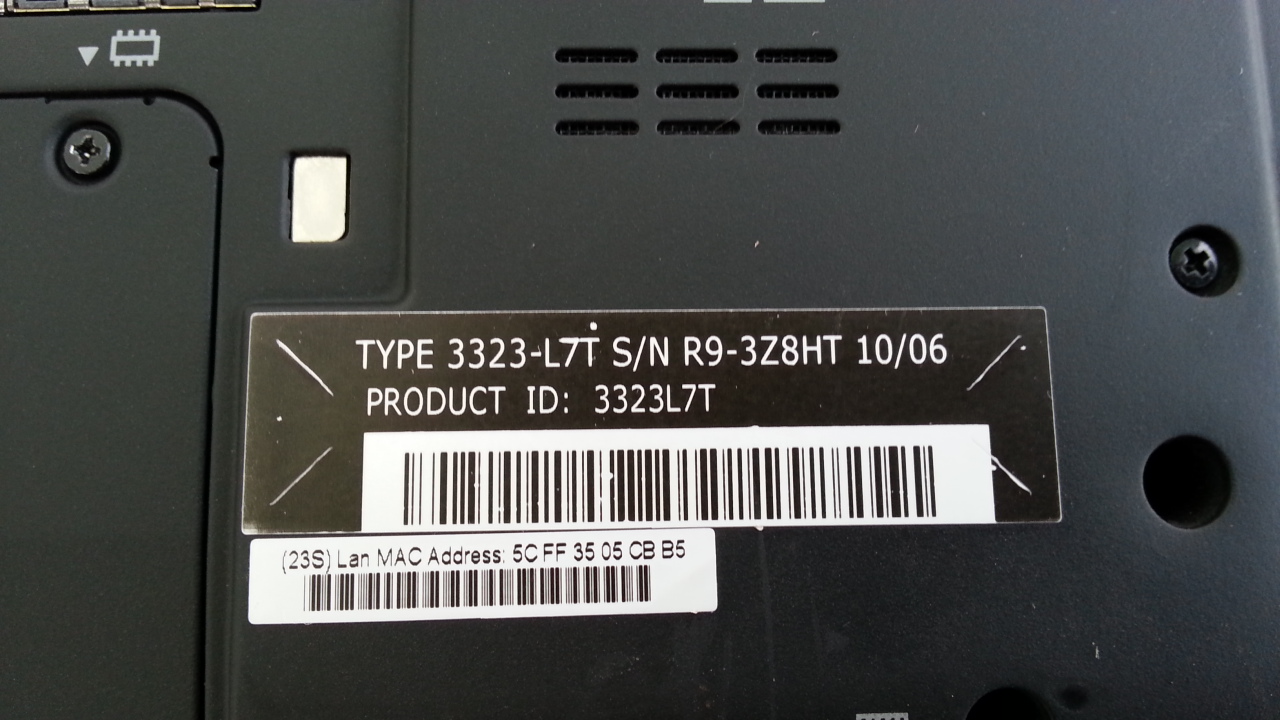 TYPE 3323-L7T S/N R9-3Z8HT 10/06
PRODUCT ID: 3323L7T
(23S) Lan MAC Address: 5C FF 35 05 CB B5